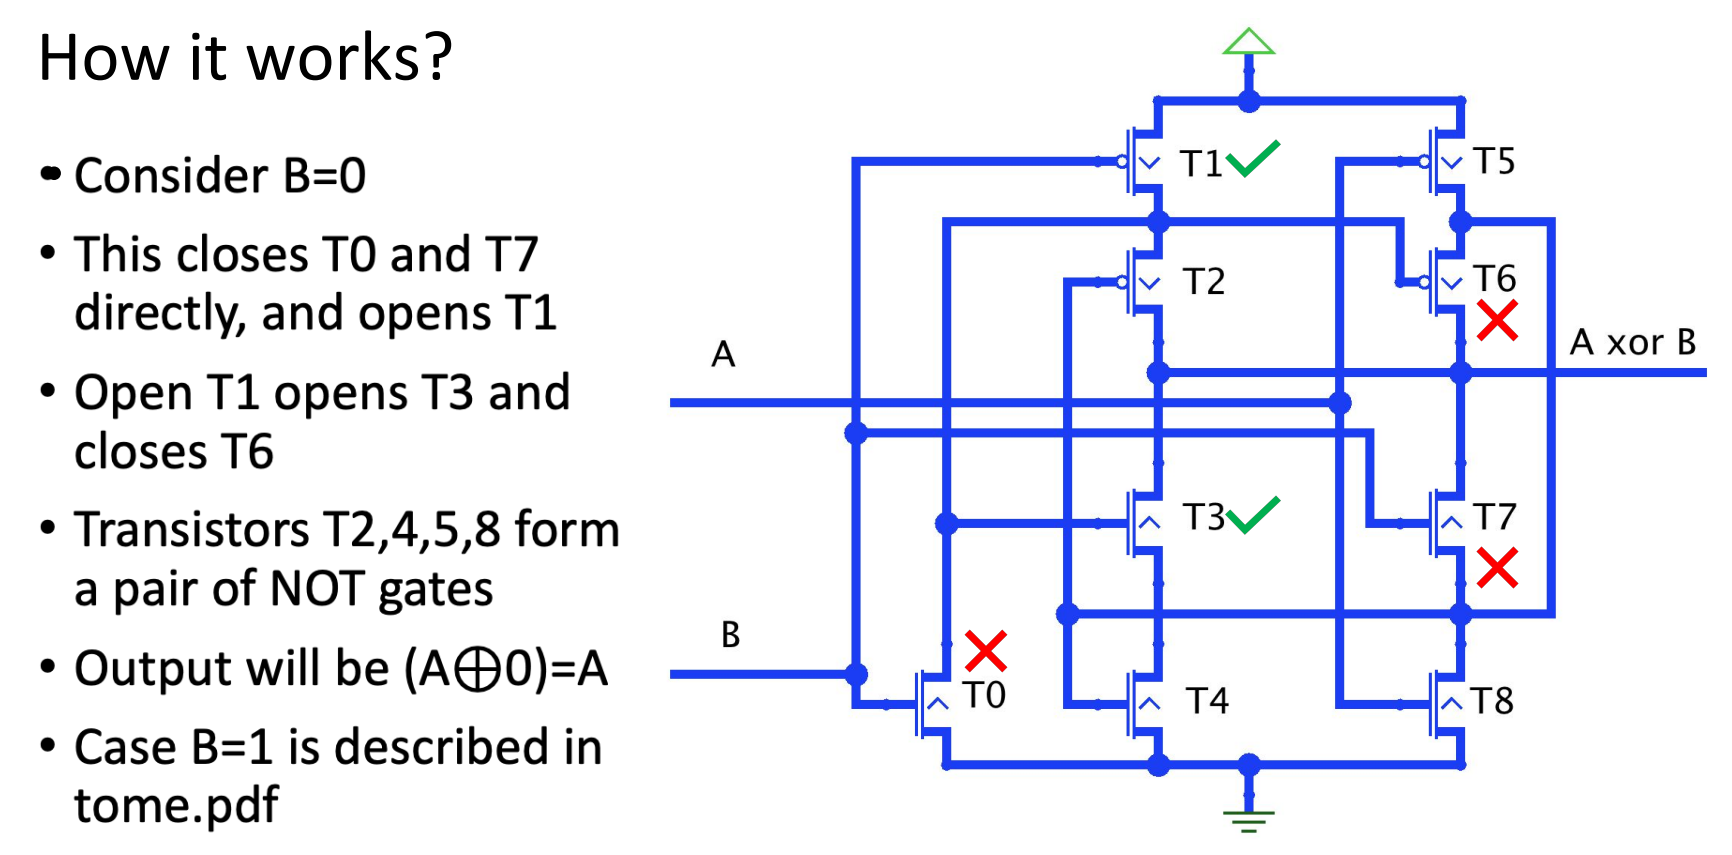 How it works?
• Consider B=0
• This closes T0 and T7
directly, and opens T1
• Open T1 opens T3 and
closes T6
• Transistors T2,4,5,8 form
a pair of NOT gates
• Output will be (A⊕0)=A
• Case B=1 is described in
tome.pdf
T1
T5
T2
T6
A
A xor B
T3
T7
B
T0
T4
T8